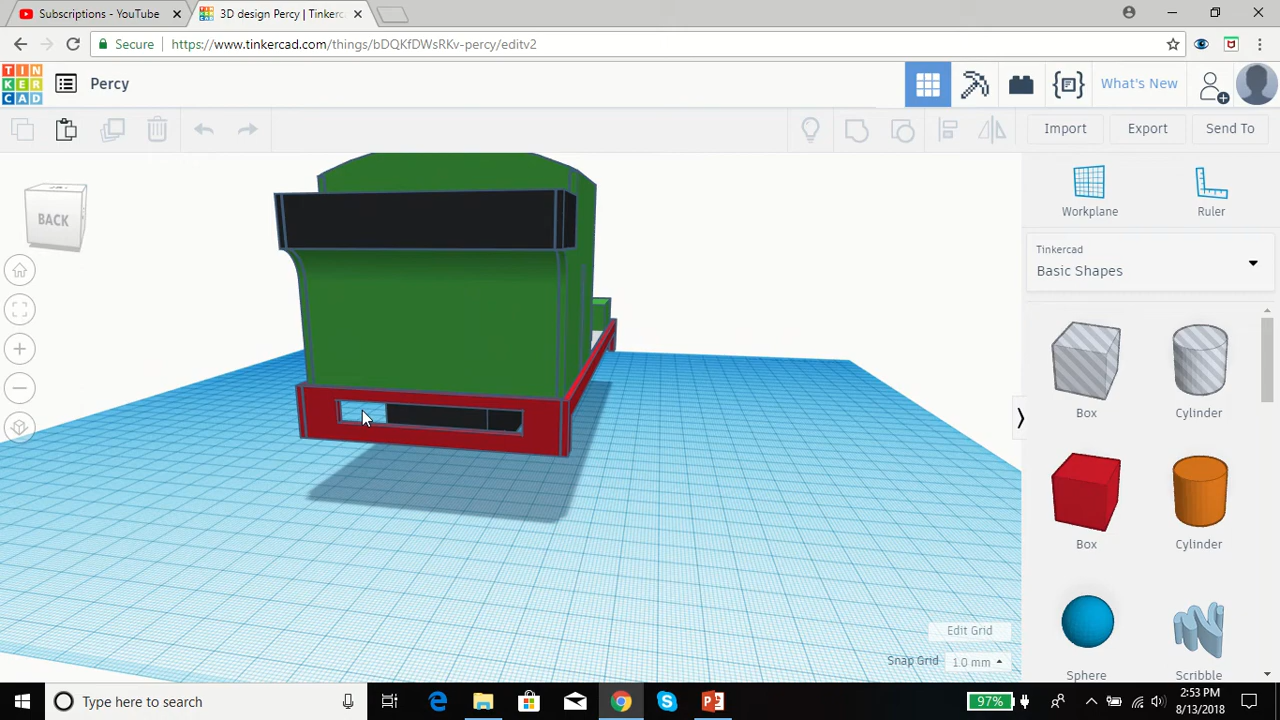 Subscriptions - YouTube
3D design Percy | Tinkerc
Secure
https://www.tinkercad.com/things/bDQKfDWsRKv-percy/editv2
TIN
KER
CAD
Percy
What's New
Import
Export
Send To
BACK
Workplane
Ruler
Tinkercad
Basic Shapes
Box
Cylinder
Box
Cylinder
Edit Grid
Snap Grid
1.0 mm
Sphere
Scribble
Type here to search
97%
2:53 PM
8/13/2018